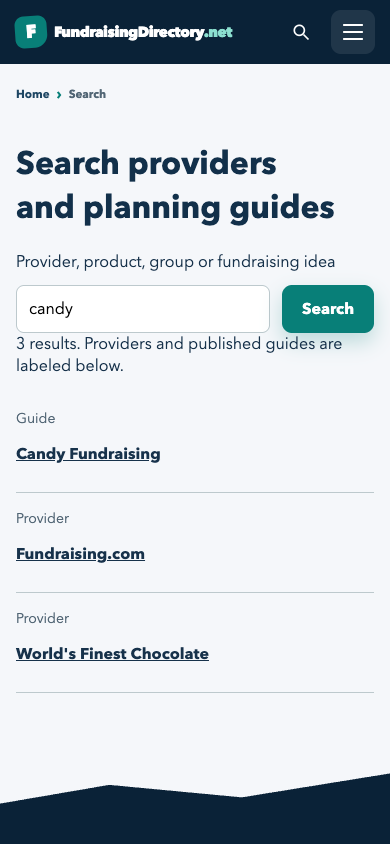 F FundraisingDirectory.net
Home › Search
Search providers
and planning guides
Provider, product, group or fundraising idea
candy Search
3 results. Providers and published guides are
labeled below.
Guide
Candy Fundraising
Provider
Fundraising.com
Provider
World's Finest Chocolate